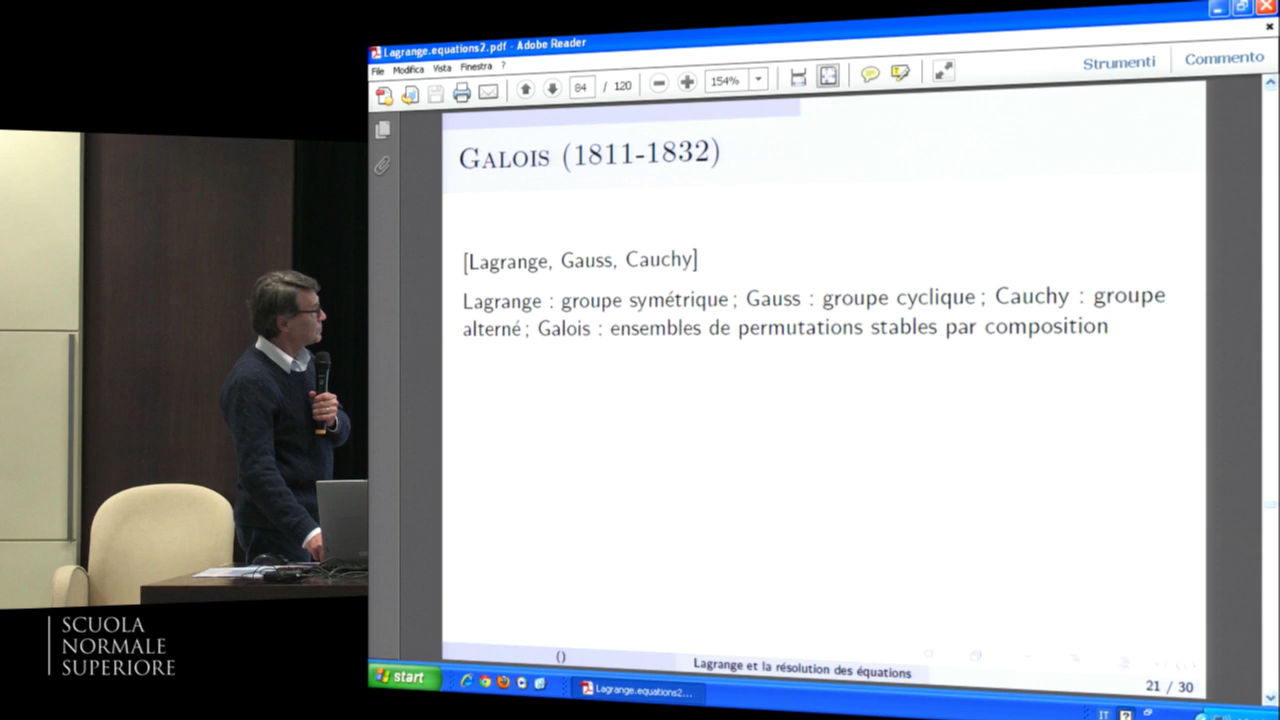 Lagrange.equations2.pdf - Adobe Reader
File Modifica Vista Finestra ?
84 / 120 154% Strumenti Commento
GALOIS (1811-1832)
[Lagrange, Gauss, Cauchy]
Lagrange : groupe symétrique ; Gauss : groupe cyclique ; Cauchy : groupe
alterné ; Galois : ensembles de permutations stables par composition
SCUOLA
NORMALE
SUPERIORE
() Lagrange et la résolution des équations
21 / 30
start Lagrange.equations2... IT